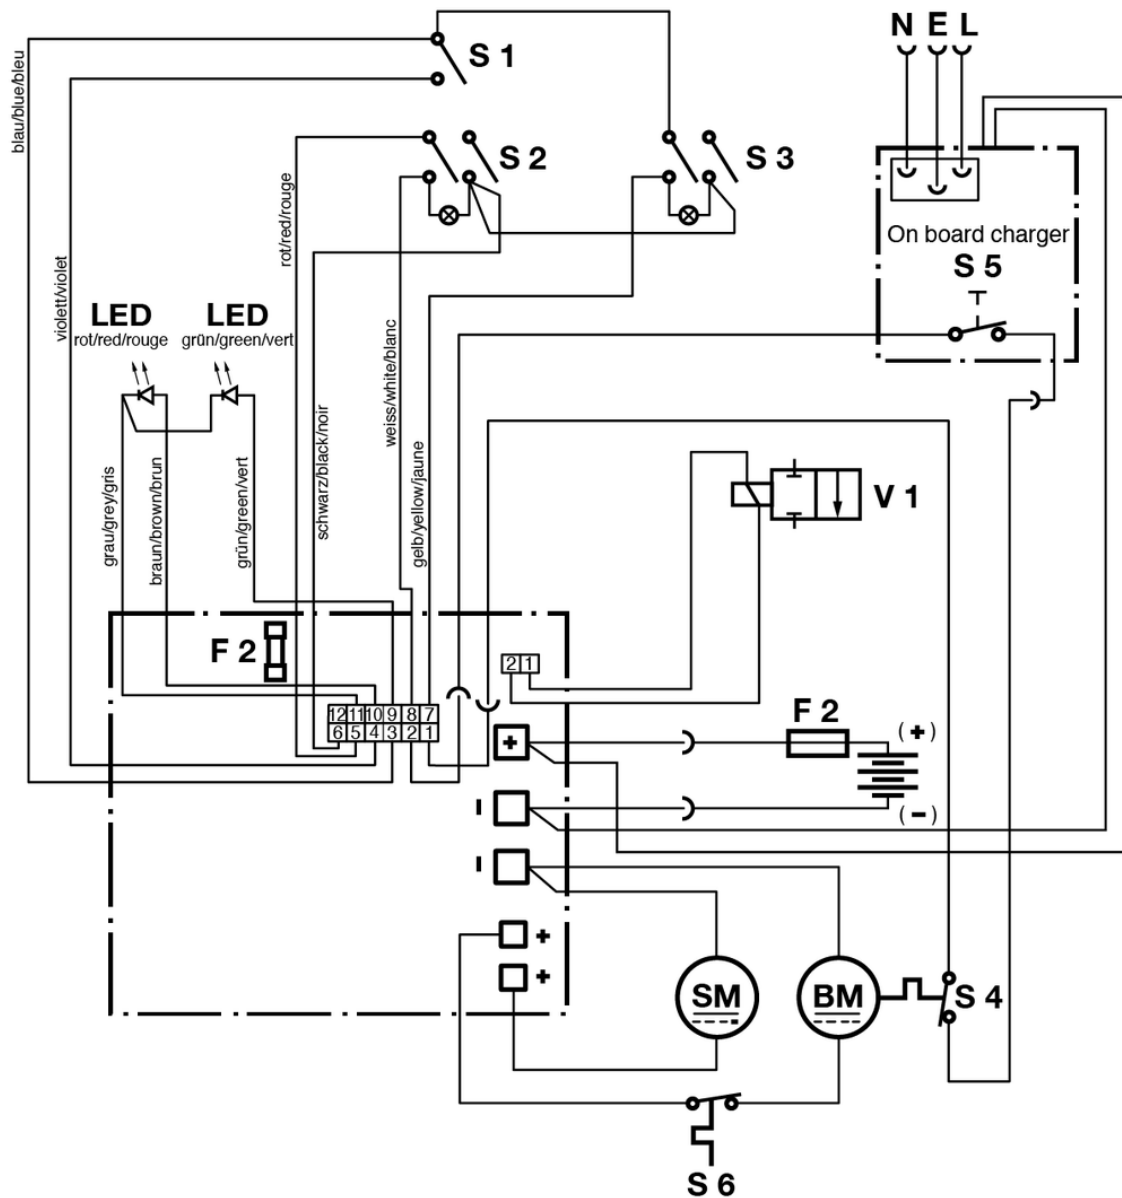 N E L
S 1
blau/blue/bleu
S 2
S 3
rot/red/rouge
On board charger
S 5
violett/violet
LED
rot/red/rouge
LED
grün/green/vert
schwarz/black/noir
weiss/white/blanc
gelb/yellow/jaune
grau/grey/gris
braun/brown/brun
grün/green/vert
V 1
F 2
2 1
12 11 10 9 8 7
6 5 4 3 2 1
F 2
+
(+)
–
(–)
–
+
+
SM
BM
S 4
S 6